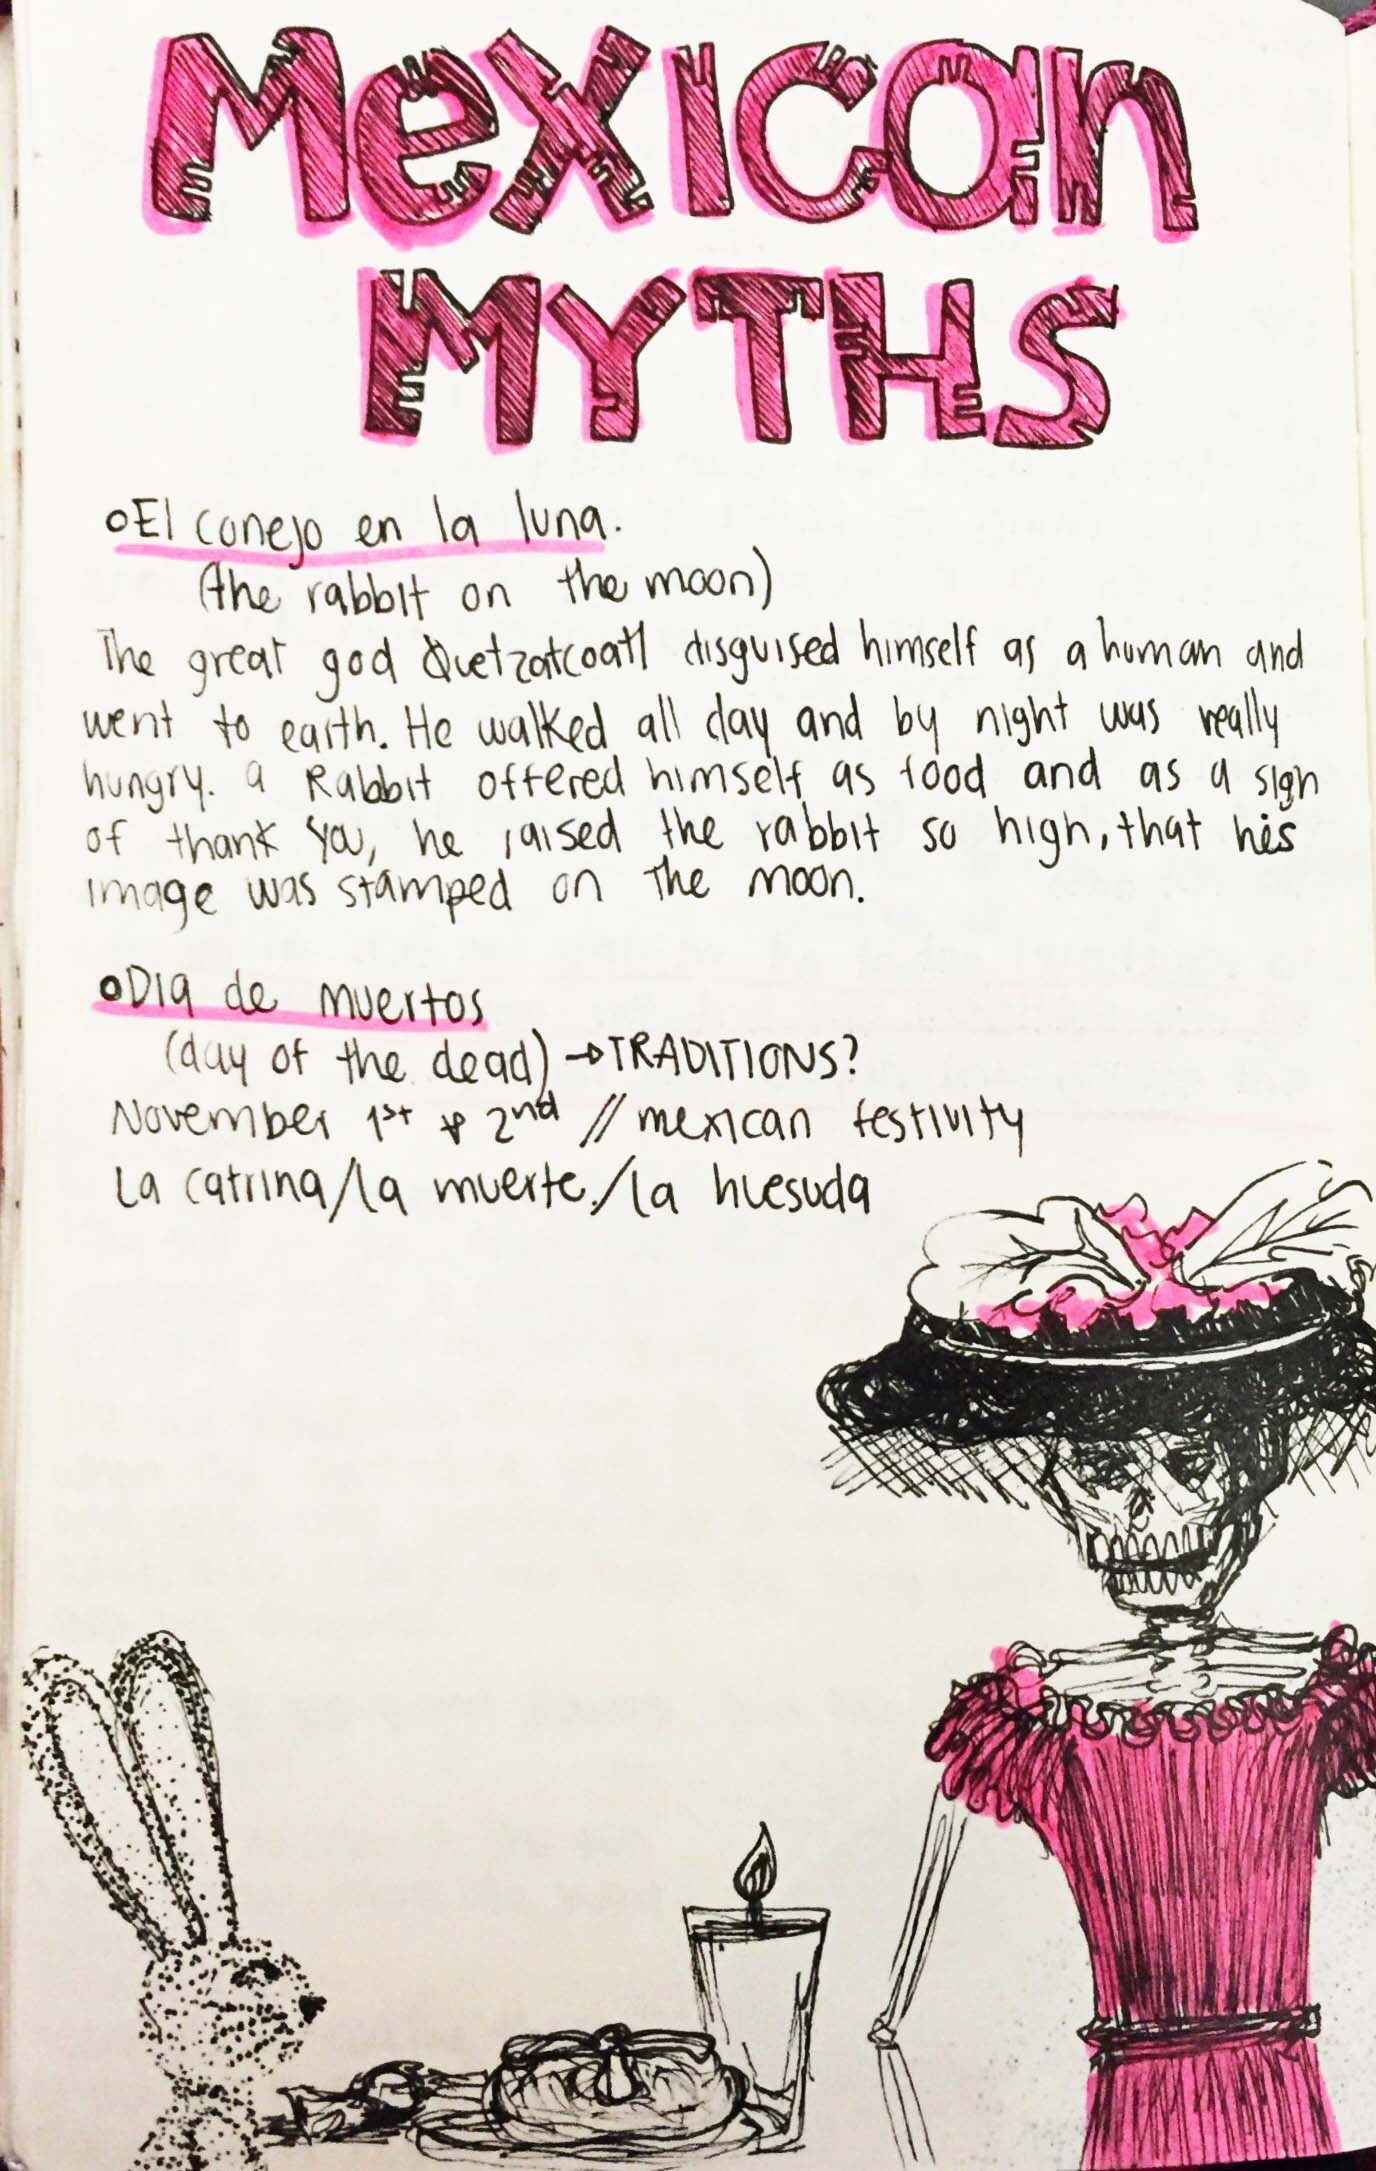 Mexican
MYTHS
El conejo en la luna.
(the rabbit on the moon)
The great god Quetzatcoatl disguised himself as a human and
went to earth. He walked all day and by night was really
hungry. a Rabbit offered himself as food and as a sign
of thank you, he raised the rabbit so high, that his
image was stamped on the moon.
Dia de muertos
(day of the dead) → TRADITIONS?
November 1st & 2nd // mexican festivity
La catrina/la muerte./la huesuda